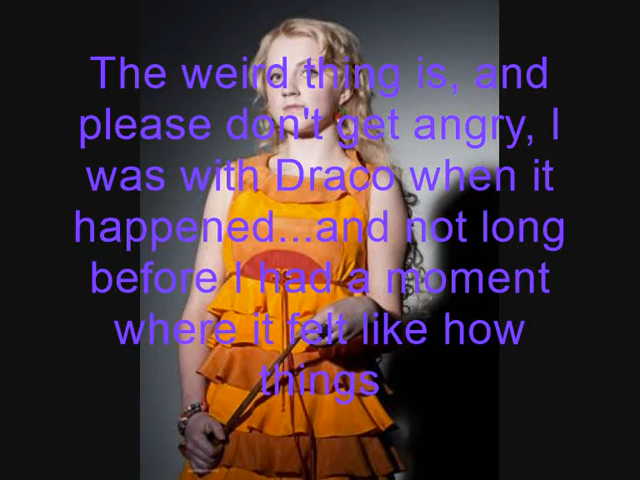 The weird thing is, and
please don't get angry, I
was with Draco when it
happened...and not long
before I had a moment
where it felt like how
things